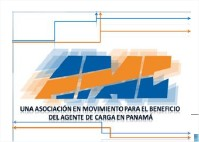 UNA ASOCIACIÓN EN MOVIMIENTO PARA EL BENEFICIO
DEL AGENTE DE CARGA EN PANAMÁ